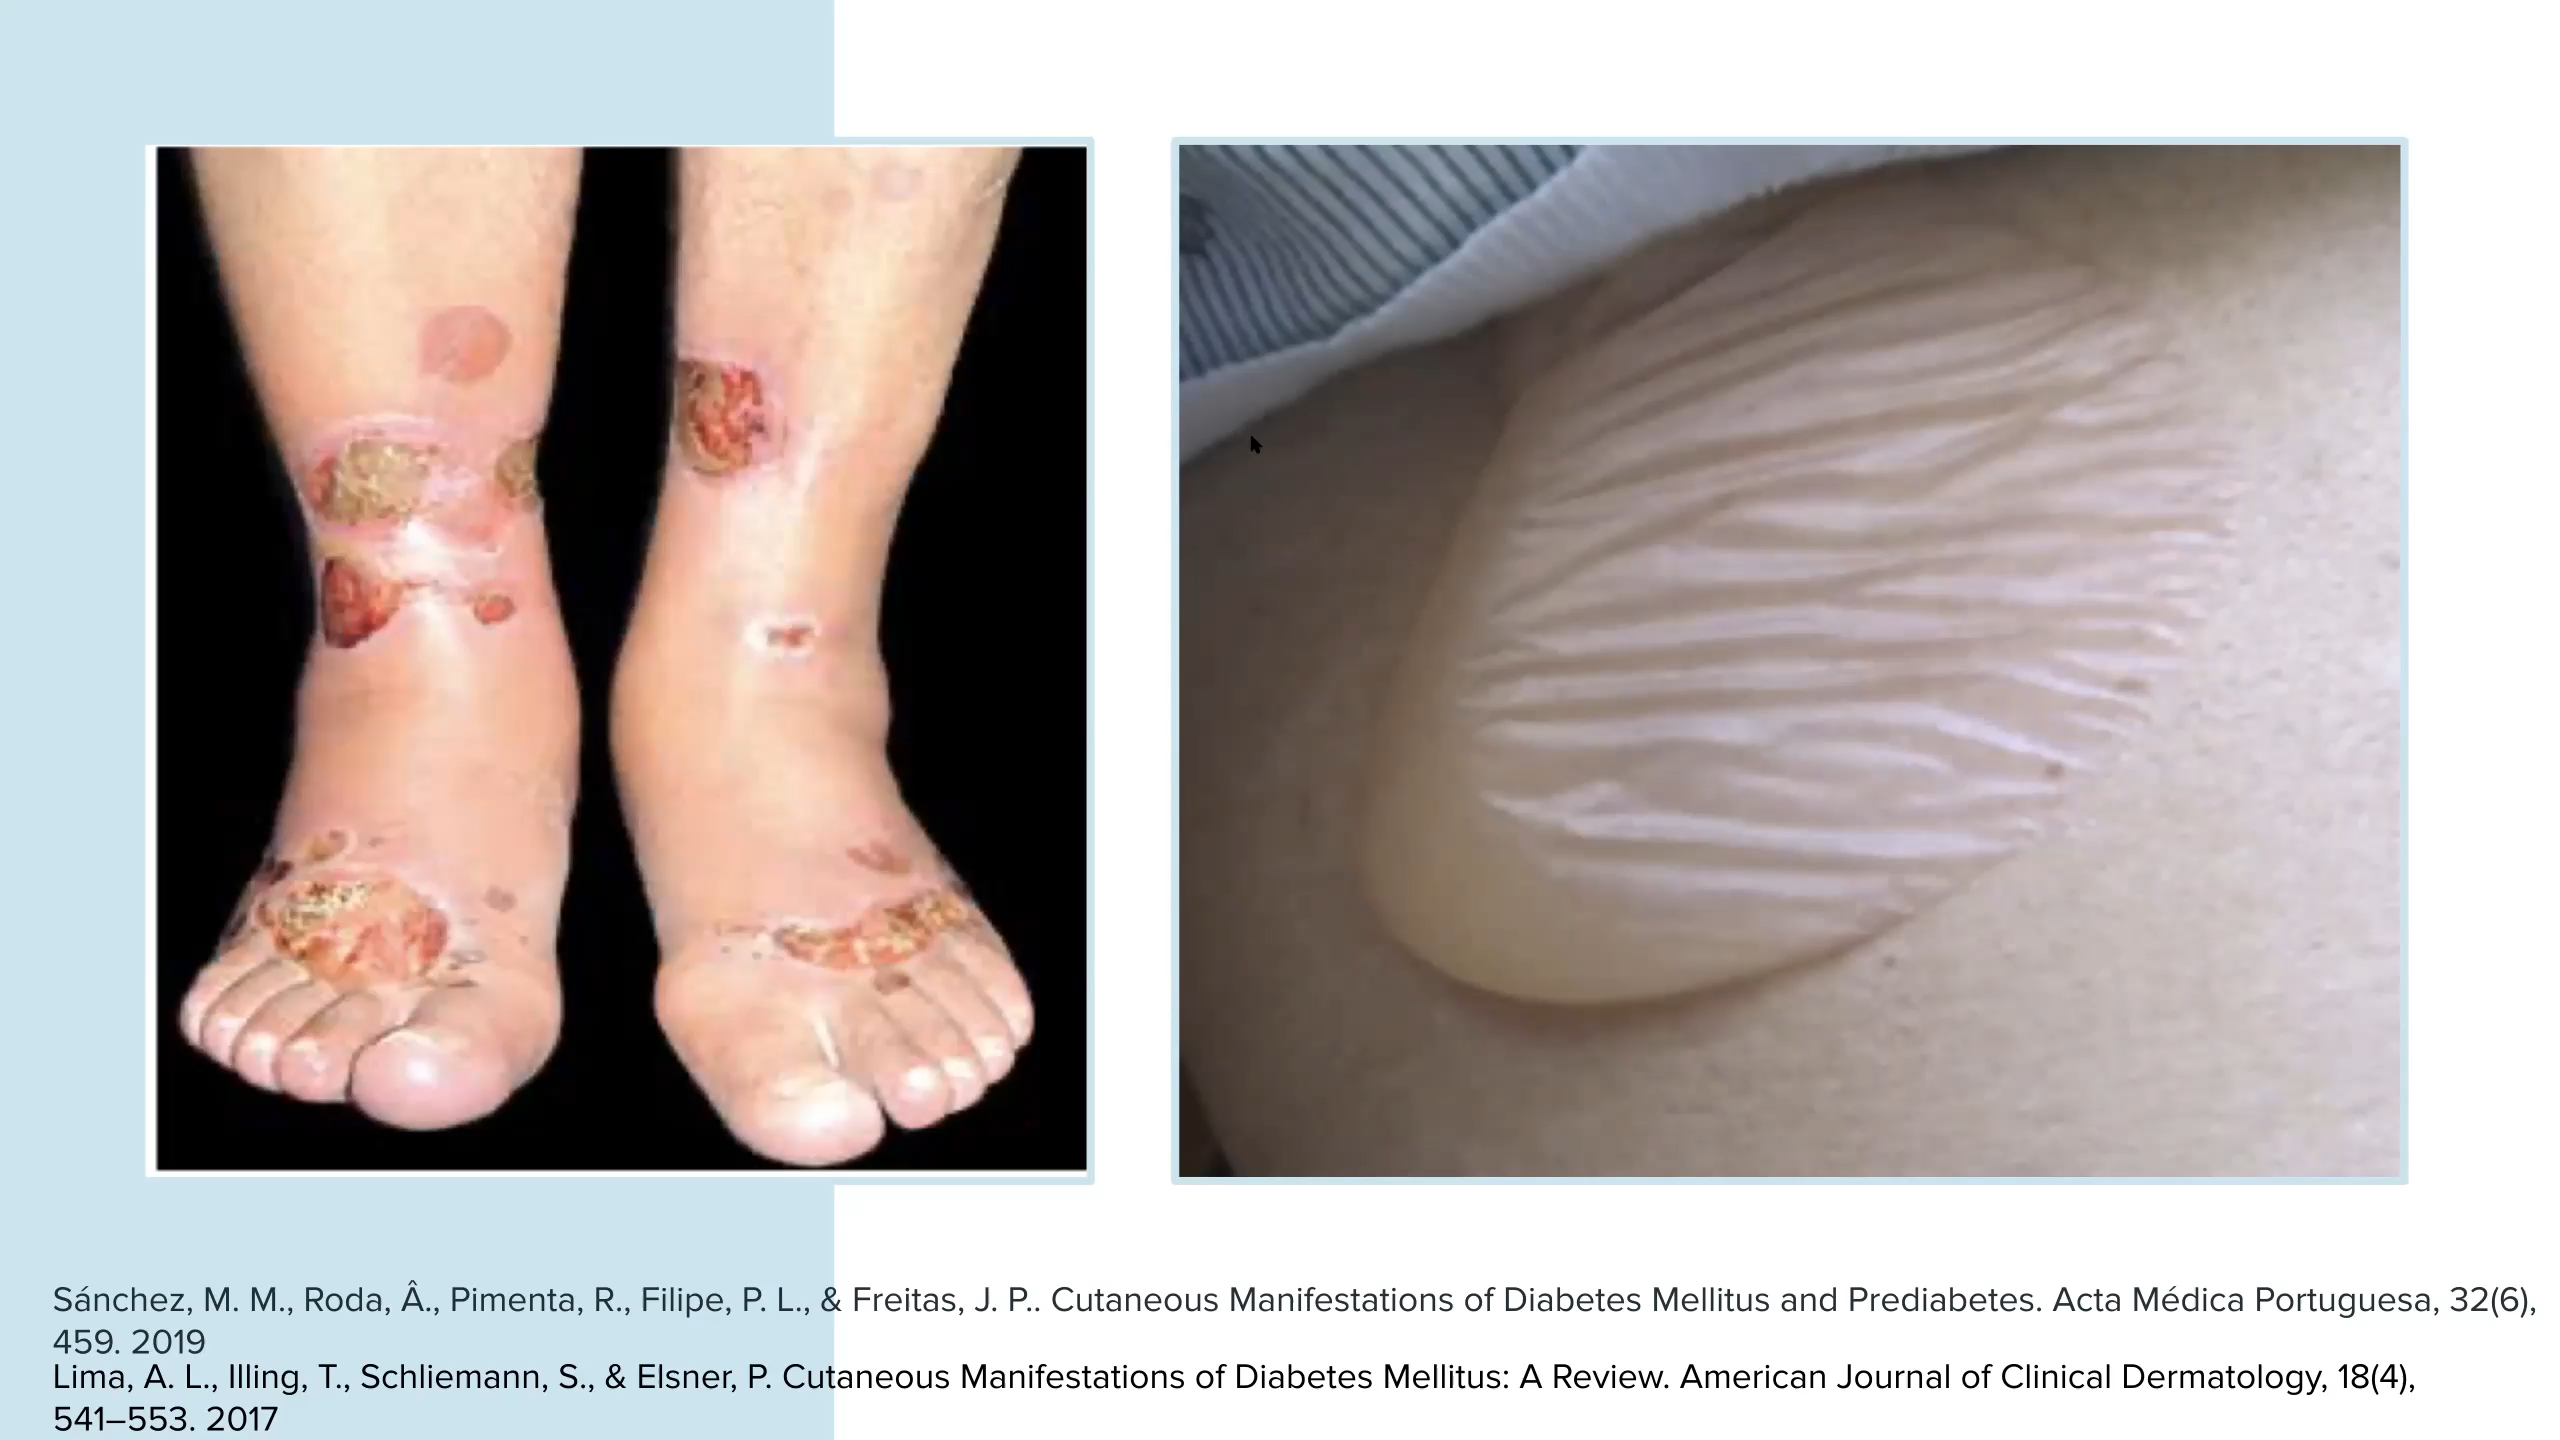 Sánchez, M. M., Roda, Â., Pimenta, R., Filipe, P. L., & Freitas, J. P.. Cutaneous Manifestations of Diabetes Mellitus and Prediabetes. Acta Médica Portuguesa, 32(6),
459. 2019
Lima, A. L., Illing, T., Schliemann, S., & Elsner, P. Cutaneous Manifestations of Diabetes Mellitus: A Review. American Journal of Clinical Dermatology, 18(4),
541–553. 2017